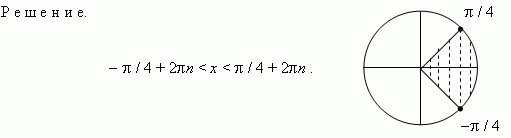 Р е ш е н и е.
π / 4
− π / 4 + 2πn < x < π / 4 + 2πn .
−π / 4